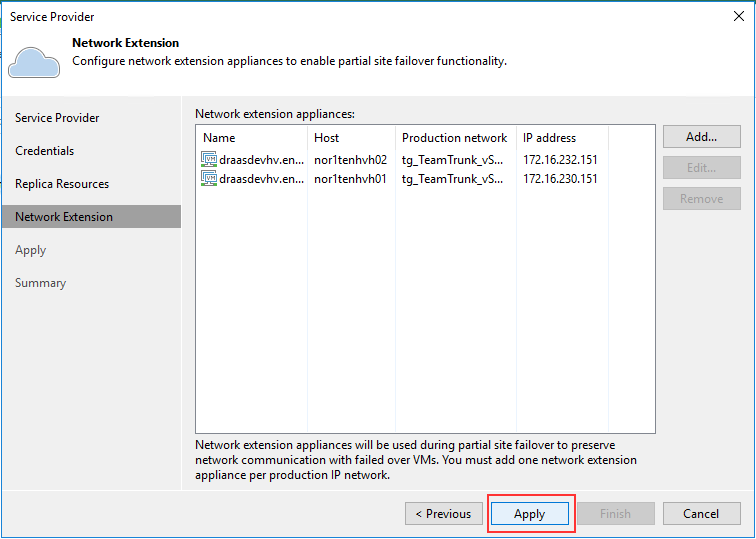 Service Provider
Network Extension
Configure network extension appliances to enable partial site failover functionality.
Service Provider
Credentials
Replica Resources
Network Extension
Apply
Summary
Network extension appliances:
Name Host Production network IP address
draasdevhv.en... nor1tenhvh02 tg_TeamTrunk_vS... 172.16.232.151
draasdevhv.en... nor1tenhvh01 tg_TeamTrunk_vS... 172.16.230.151
Add...
Edit...
Remove
Network extension appliances will be used during partial site failover to preserve
network communication with failed over VMs. You must add one network extension
appliance per production IP network.
< Previous
Apply
Finish
Cancel